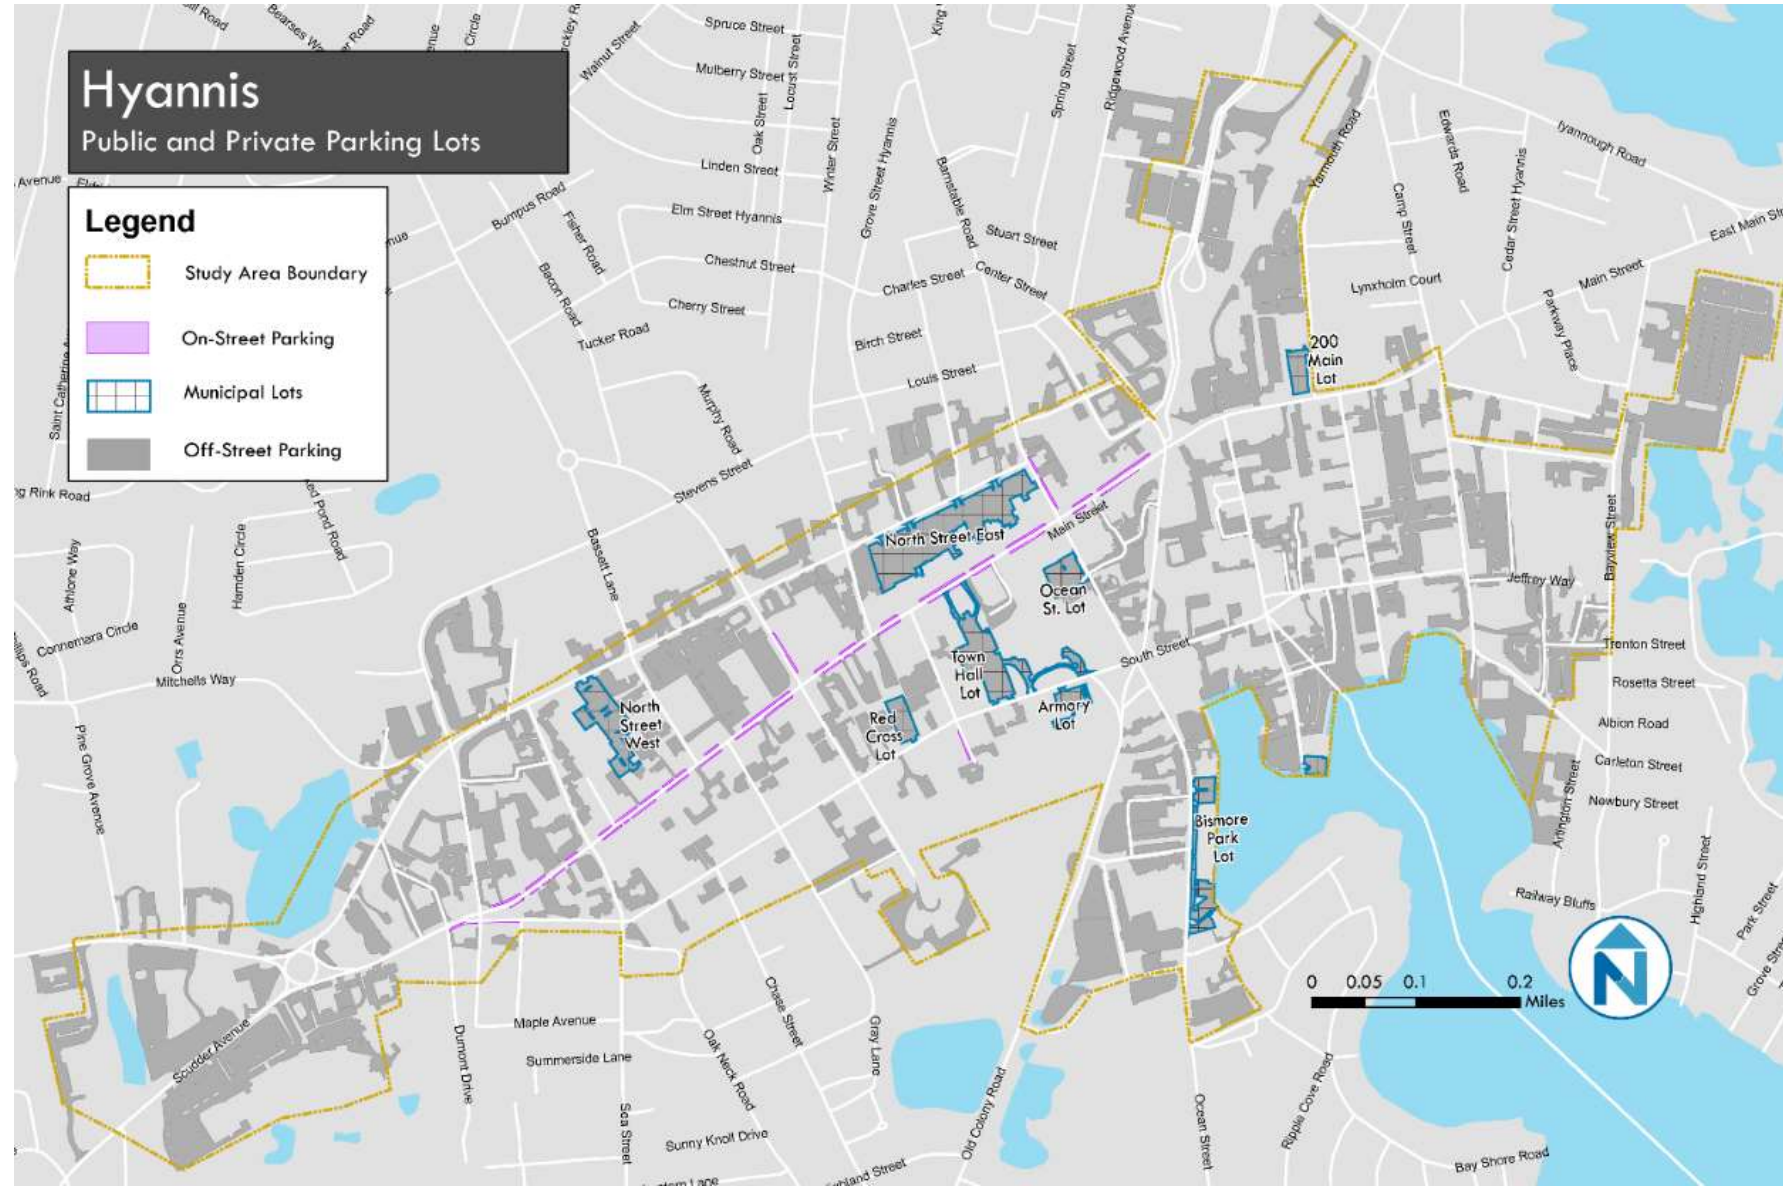 Hyannis
Public and Private Parking Lots
Legend
Study Area Boundary
On-Street Parking
Municipal Lots
Off-Street Parking
Spruce Street
Mulberry Street
Locust Street
Oak Street
Walnut Street
Linden Street
Winter Street
Grove Street Hyannis
Barnstable Road
King
Spring Street
Ridgewood Avenue
Yarmouth Road
Edwards Road
Iyannough Road
Camp Street
Cedar Street Hyannis
East Main Str
Main Street
Lynxholm Court
Parkway Place
Bumpus Road
Fisher Road
Bacon Road
Elm Street Hyannis
Chestnut Street
Cherry Street
Tucker Road
Stuart Street
Charles Street
Center Street
Birch Street
Louis Street
Murphy Road
Stevens Street
Bassett Lane
Avenue
Circle
Road
200
Main
Lot
North Street East
Main Street
Ocean
St. Lot
Town
Hall
Lot
Armory
Lot
Red
Cross
Lot
North
Street
West
Bismore
Park
Lot
South Street
Jeffrey Way
Bayview Street
Trenton Street
Rosetta Street
Albion Road
Carleton Street
Newbury Street
Arlington Street
Railway Bluffs
Highland Street
Park Street
Grove Stre
Athlone Way
Hamden Circle
Connemara Circle
Orrs Avenue
Mitchells Way
Pine Grove Avenue
Scudder Avenue
Dumont Drive
Maple Avenue
Summerside Lane
Sea Street
Oak Neck Road
Chase Street
Gray Lane
Sunny Knoll Drive
Old Colony Road
Ocean Street
Ripple Cove Road
Bay Shore Road
0 0.05 0.1 0.2
Miles
N